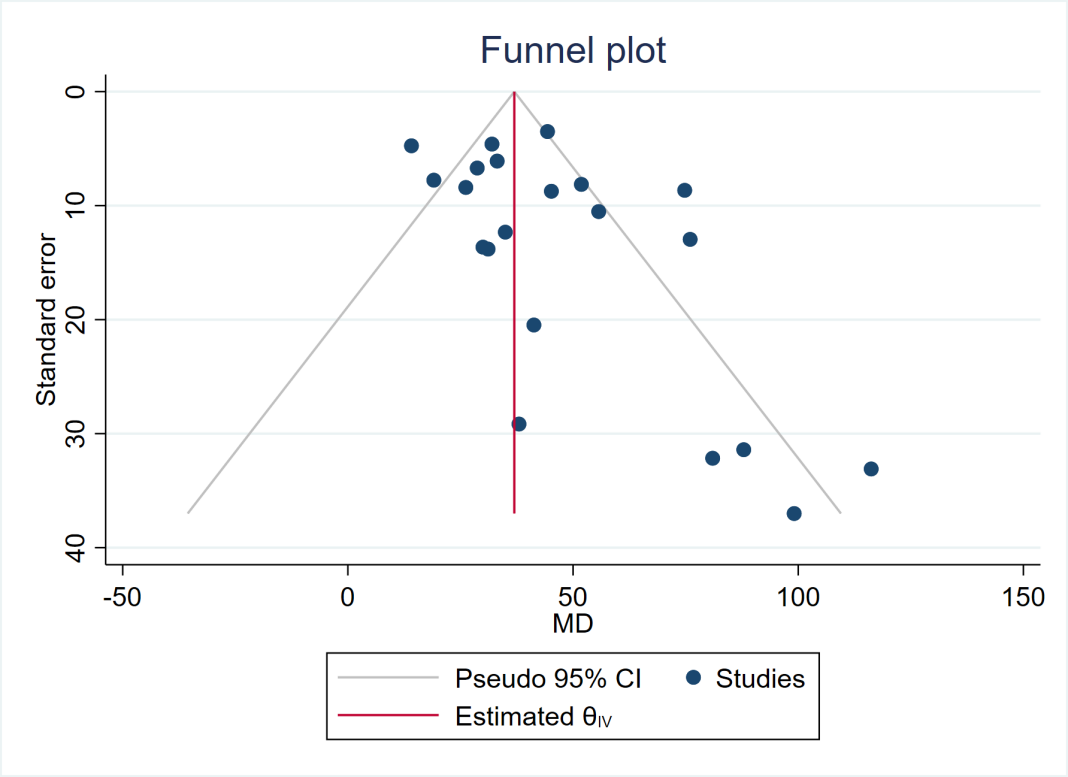 Funnel plot
0
10
20
30
40
Standard error
-50 0 50 100 150
MD
Pseudo 95% CI Studies
Estimated θIV